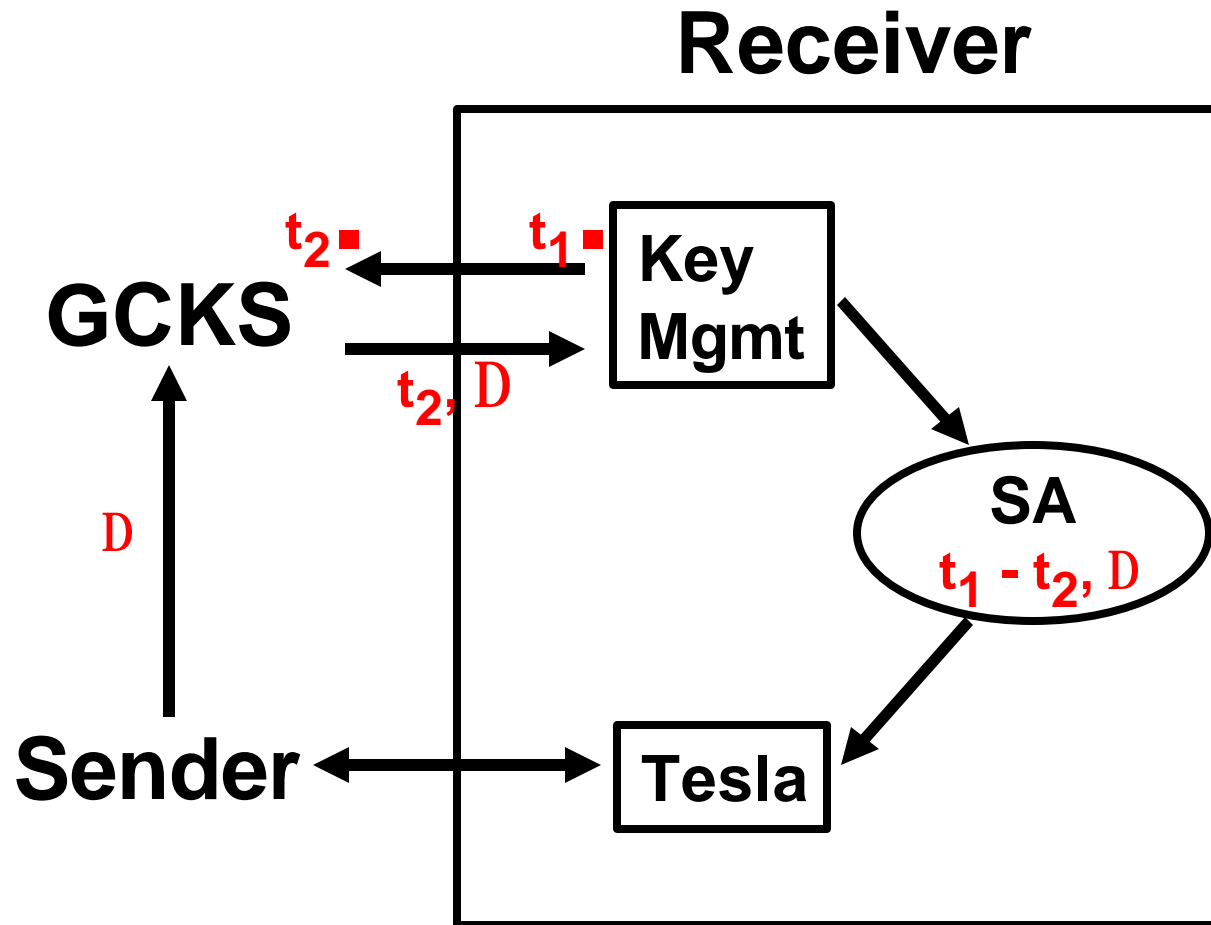 Receiver
t2▪
t1▪
Key
Mgmt
GCKS
t2, D
D
SA
t1 - t2, D
Sender
Tesla